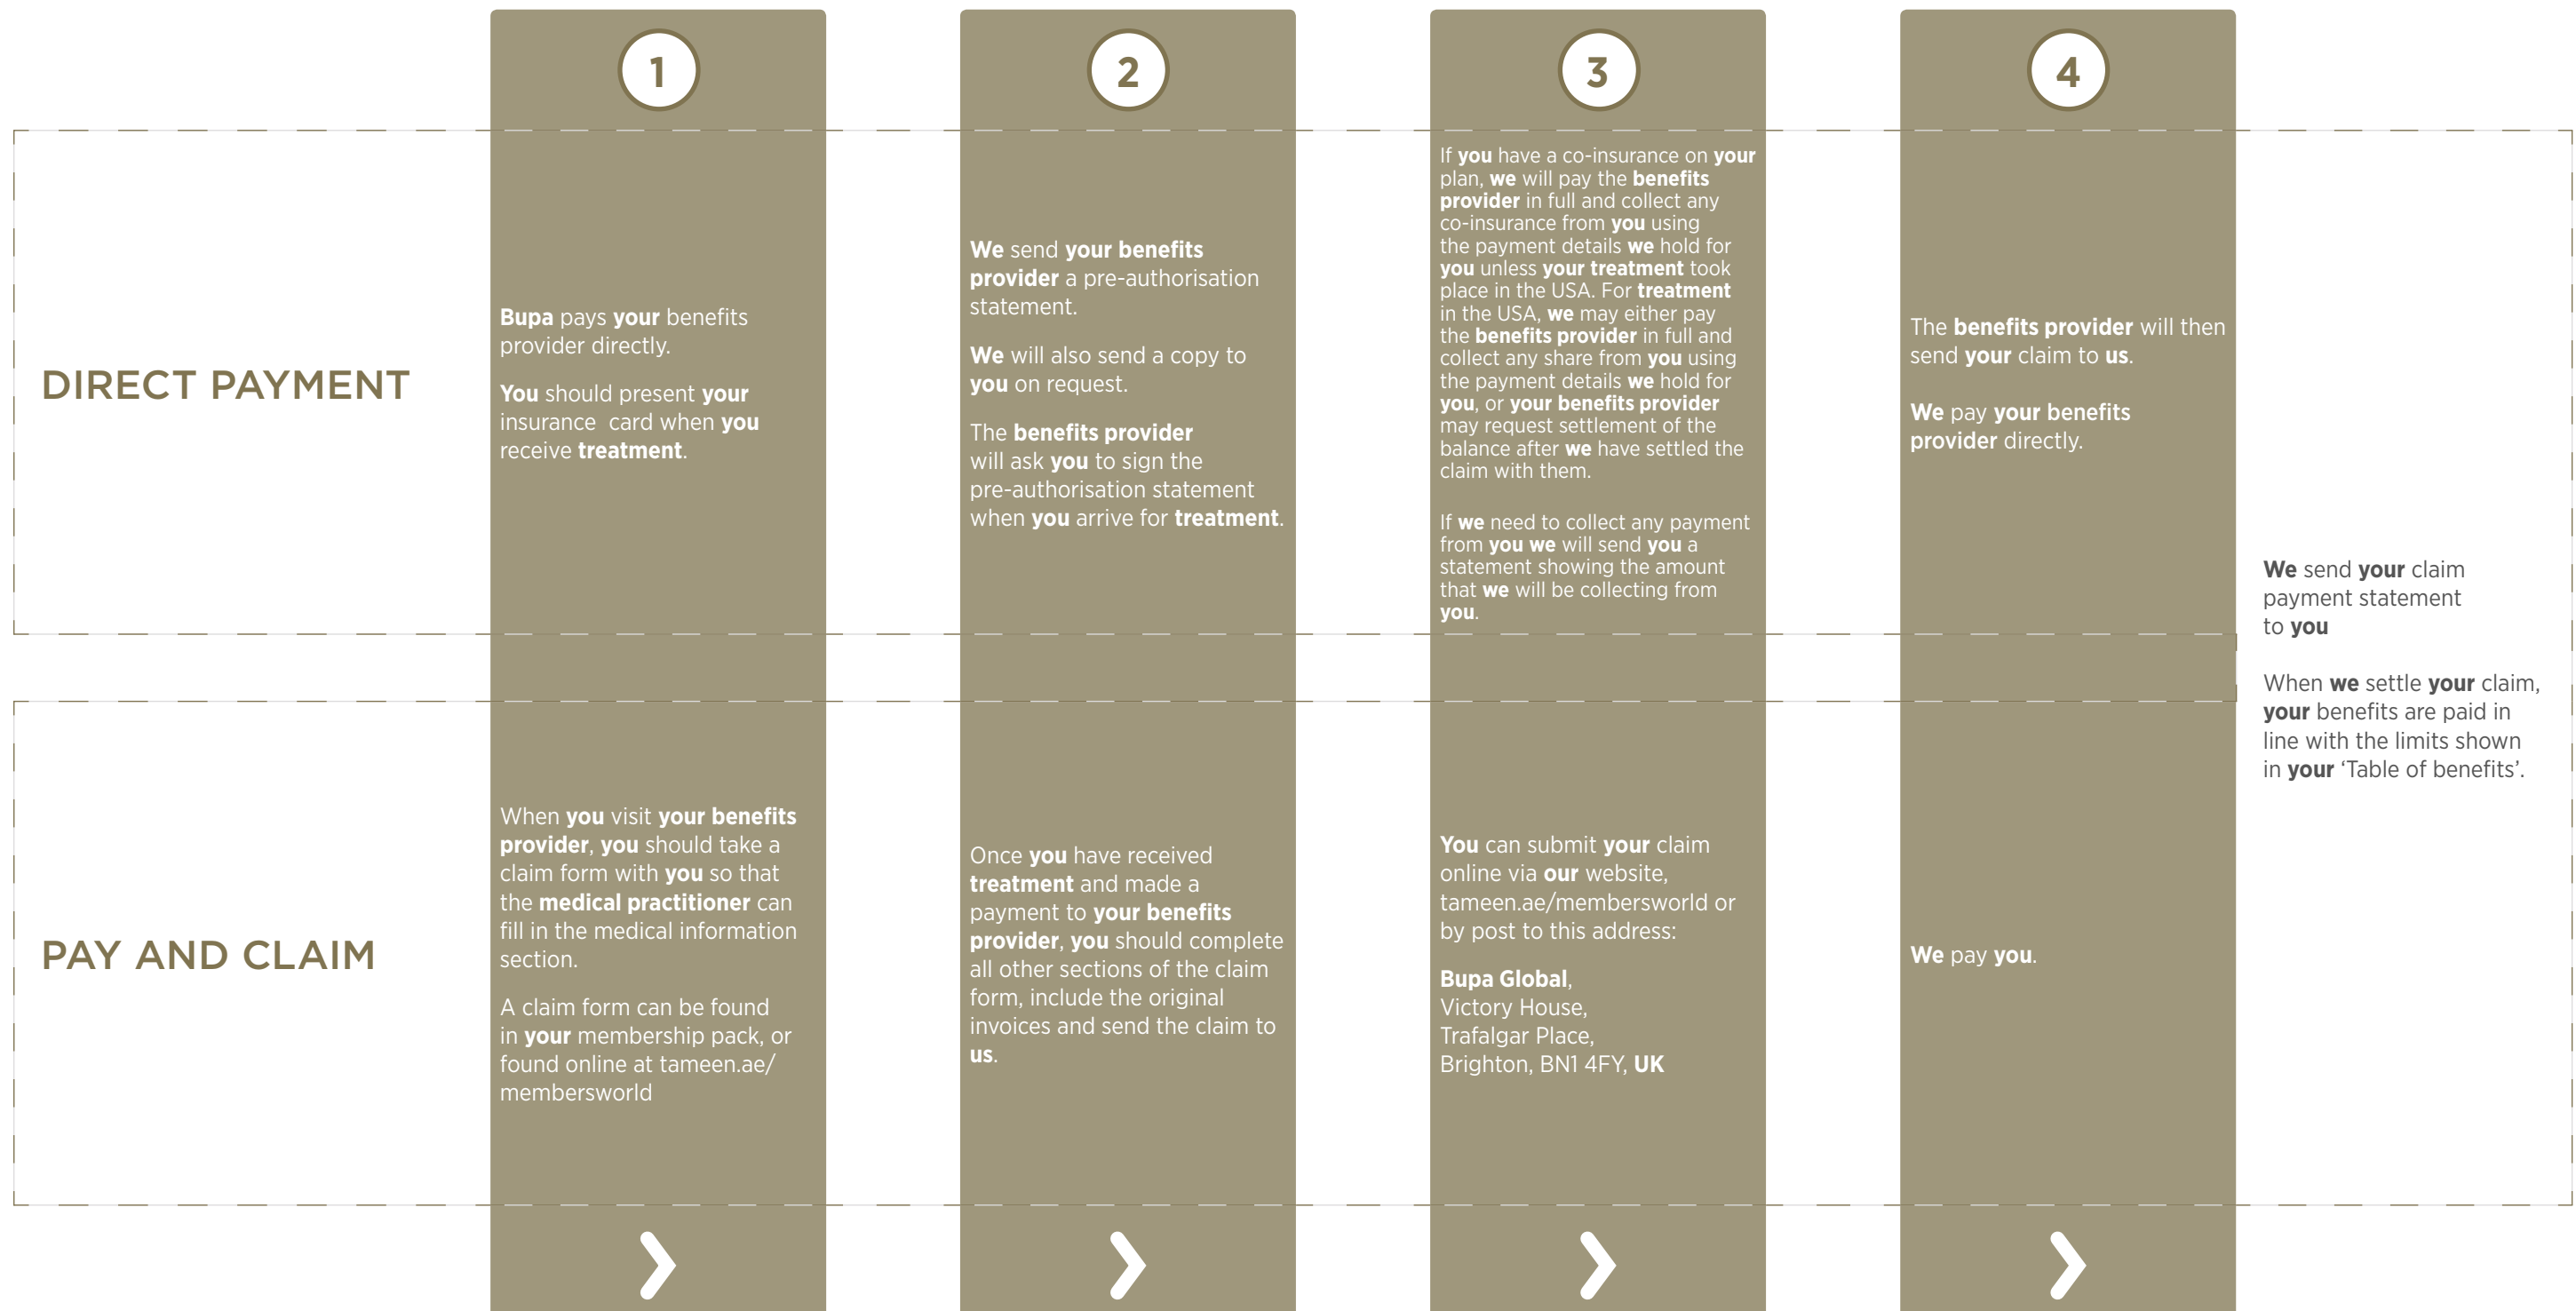 1
2
3
4
DIRECT PAYMENT
Bupa pays your benefits
provider directly.
You should present your
insurance card when you
receive treatment.
We send your benefits
provider a pre-authorisation
statement.
We will also send a copy to
you on request.
The benefits provider
will ask you to sign the
pre-authorisation statement
when you arrive for treatment.
If you have a co-insurance on your
plan, we will pay the benefits
provider in full and collect any
co-insurance from you using
the payment details we hold for
you unless your treatment took
place in the USA. For treatment
in the USA, we may either pay
the benefits provider in full and
collect any share from you using
the payment details we hold for
you, or your benefits provider
may request settlement of the
balance after we have settled the
claim with them.
If we need to collect any payment
from you we will send you a
statement showing the amount
that we will be collecting from
you.
The benefits provider will then
send your claim to us.
We pay your benefits
provider directly.
PAY AND CLAIM
When you visit your benefits
provider, you should take a
claim form with you so that
the medical practitioner can
fill in the medical information
section.
A claim form can be found
in your membership pack, or
found online at tameen.ae/
membersworld
Once you have received
treatment and made a
payment to your benefits
provider, you should complete
all other sections of the claim
form, include the original
invoices and send the claim to
us.
You can submit your claim
online via our website,
tameen.ae/membersworld or
by post to this address:
Bupa Global,
Victory House,
Trafalgar Place,
Brighton, BN1 4FY, UK
We pay you.
We send your claim
payment statement
to you
When we settle your claim,
your benefits are paid in
line with the limits shown
in your ‘Table of benefits’.